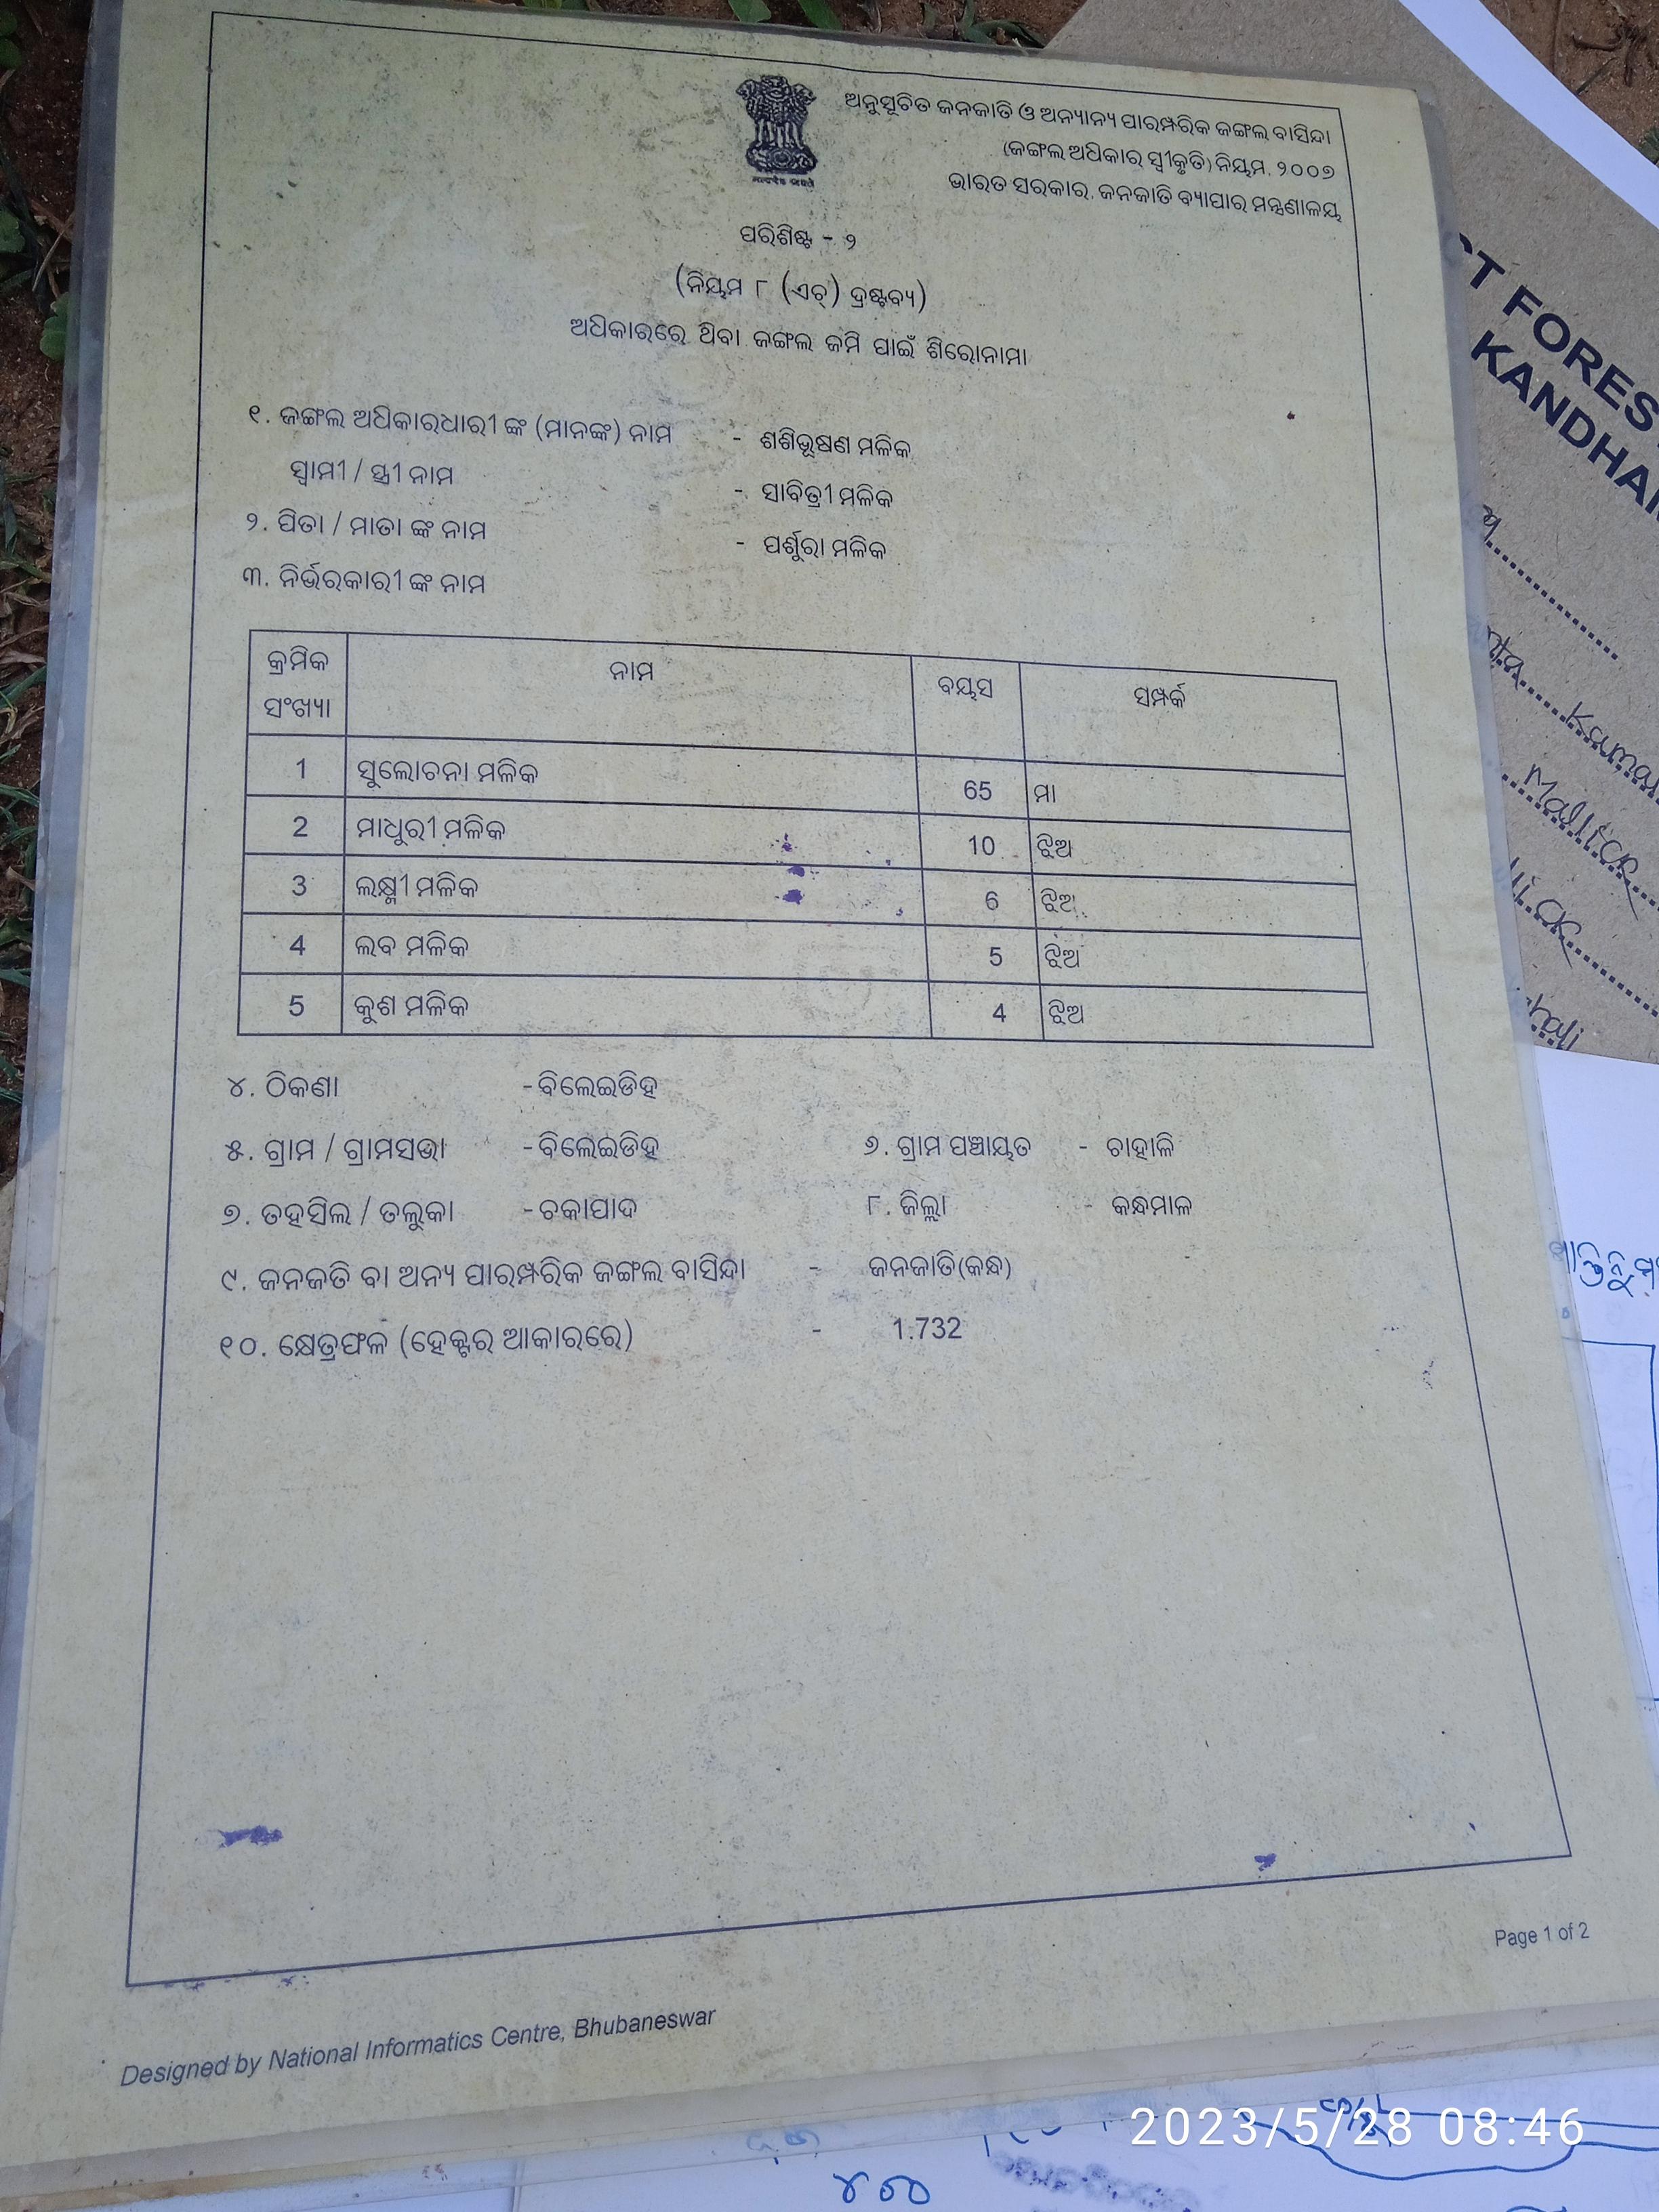 ଅନୁସୂଚିତ ଜନଜାତି ଓ ଅନ୍ୟାନ୍ୟ ପାରମ୍ପରିକ ଜଙ୍ଗଲ ବାସିନ୍ଦା
(ଜଙ୍ଗଲ ଅଧିକାର ସ୍ଵୀକୃତି) ନିୟମ, ୨୦୦୭
ଭାରତ ସରକାର, ଜନଜାତି ବ୍ୟାପାର ମନ୍ତ୍ରଣାଳୟ
ପରିଶିଷ୍ଟ - ୨
(ନିୟମ ୮ (ଏଚ୍) ଦ୍ରଷ୍ଟବ୍ୟ)
ଅଧିକାରରେ ଥିବା ଜଙ୍ଗଲ ଜମି ପାଇଁ ଶିରୋନାମା
୧. ଜଙ୍ଗଲ ଅଧିକାରଧାରୀ ଙ୍କ (ମାନଙ୍କ) ନାମ - ଶଶିଭୂଷଣ ମଳିକ
ସ୍ଵାମୀ / ସ୍ତ୍ରୀ ନାମ - ସାବିତ୍ରୀ ମଳିକ
୨. ପିତା / ମାତା ଙ୍କ ନାମ - ପର୍ଶୁରା ମଳିକ
୩. ନିର୍ଭରକାରୀ ଙ୍କ ନାମ
କ୍ରମିକ ସଂଖ୍ୟା ନାମ ବୟସ ସମ୍ପର୍କ
1 ସୁଲୋଚନା ମଳିକ 65 ମା
2 ମାଧୁରୀ ମଳିକ 10 ଝିଅ
3 ଲକ୍ଷ୍ମୀ ମଳିକ 6 ଝିଅ
4 ଲବ ମଳିକ 5 ଝିଅ
5 କୁଶ ମଳିକ 4 ଝିଅ
୪. ଠିକଣା - ବିଲେଇଡିହ
୫. ଗ୍ରାମ / ଗ୍ରାମସଭା - ବିଲେଇଡିହ ୬. ଗ୍ରାମ ପଞ୍ଚାୟତ - ଚାହାଳି
୭. ତହସିଲ / ତଲୁକା - ଚକାପାଦ ୮. ଜିଲ୍ଲା - କନ୍ଧମାଳ
୯. ଜନଜତି ବା ଅନ୍ୟ ପାରମ୍ପରିକ ଜଙ୍ଗଲ ବାସିନ୍ଦା - ଜନଜାତି(କନ୍ଧ)
୧୦. କ୍ଷେତ୍ରଫଳ (ହେକ୍ଟର ଆକାରରେ) - 1.732
Page 1 of 2
Designed by National Informatics Centre, Bhubaneswar
2023/5/28 08:46
୪୦୦